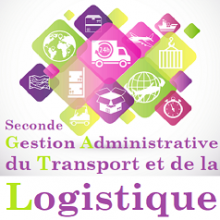 Seconde
Gestion Administrative
du Transport et de la
Logistique